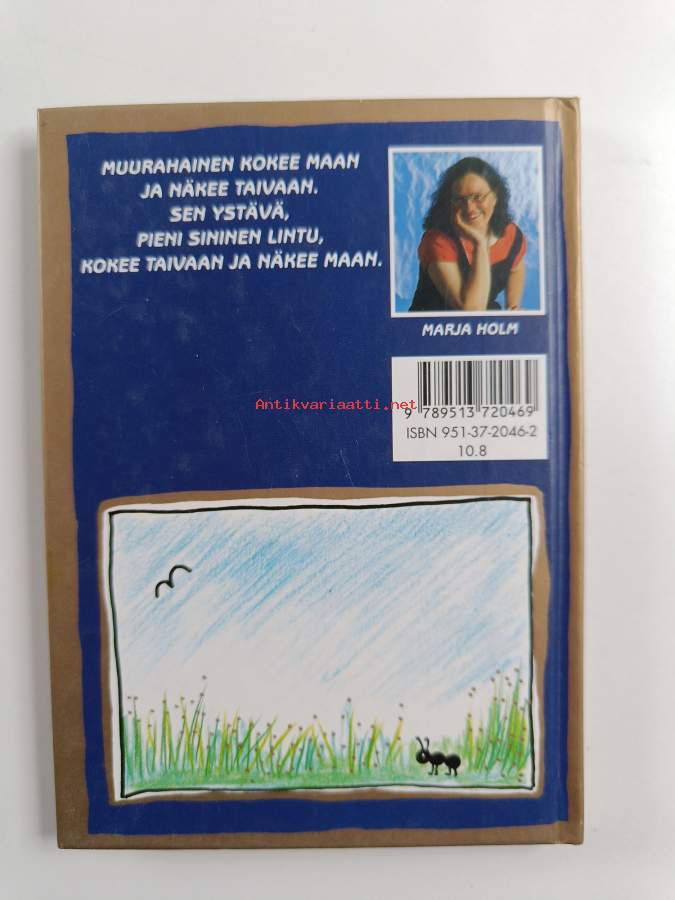 MUURAHAINEN KOKEE MAAN
JA NÄKEE TAIVAAN.
SEN YSTÄVÄ,
PIENI SININEN LINTU,
KOKEE TAIVAAN JA NÄKEE MAAN.
MARJA HOLM
Antikvariaatti.net
9 789513 720469
ISBN 951-37-2046-2
10.8